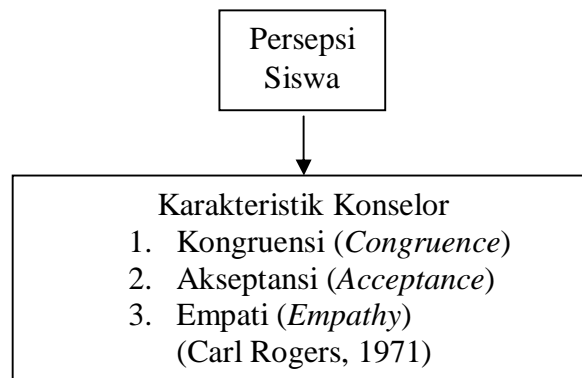 Persepsi
Siswa
Karakteristik Konselor
1. Kongruensi (Congruence)
2. Akseptansi (Acceptance)
3. Empati (Empathy)
(Carl Rogers, 1971)